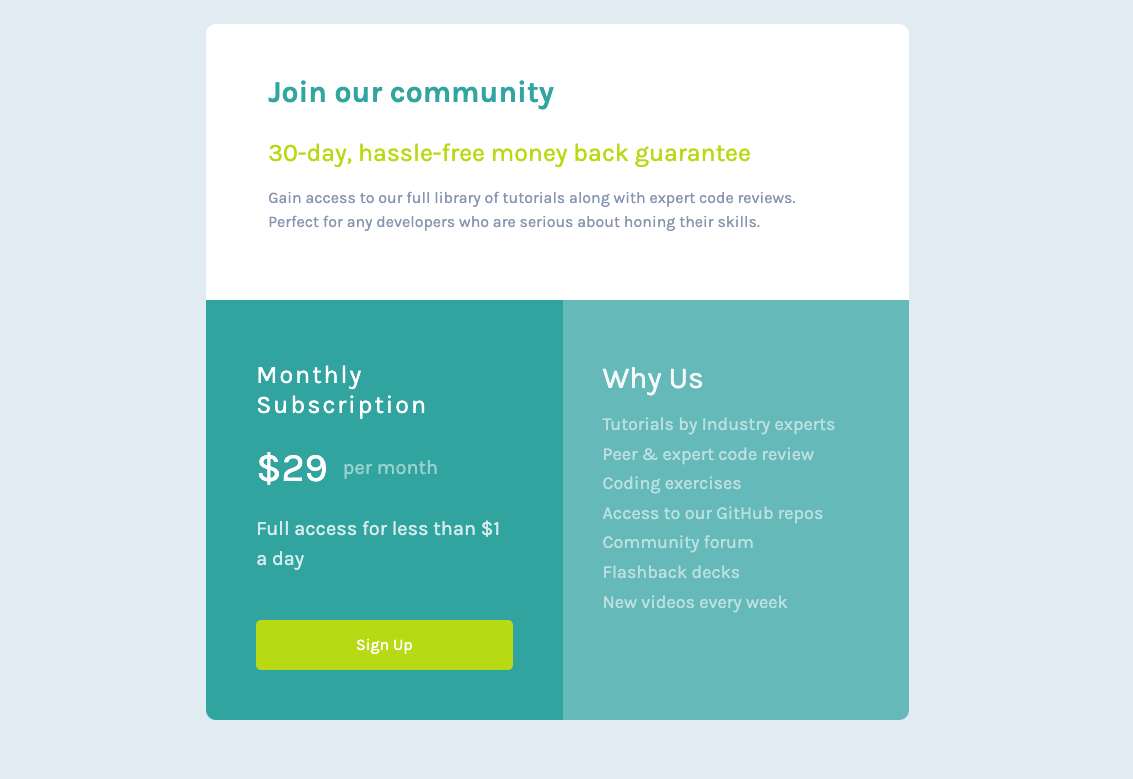 Join our community
30-day, hassle-free money back guarantee
Gain access to our full library of tutorials along with expert code reviews.
Perfect for any developers who are serious about honing their skills.
Monthly
Subscription
$29 per month
Full access for less than $1
a day
Sign Up
Why Us
Tutorials by Industry experts
Peer & expert code review
Coding exercises
Access to our GitHub repos
Community forum
Flashback decks
New videos every week